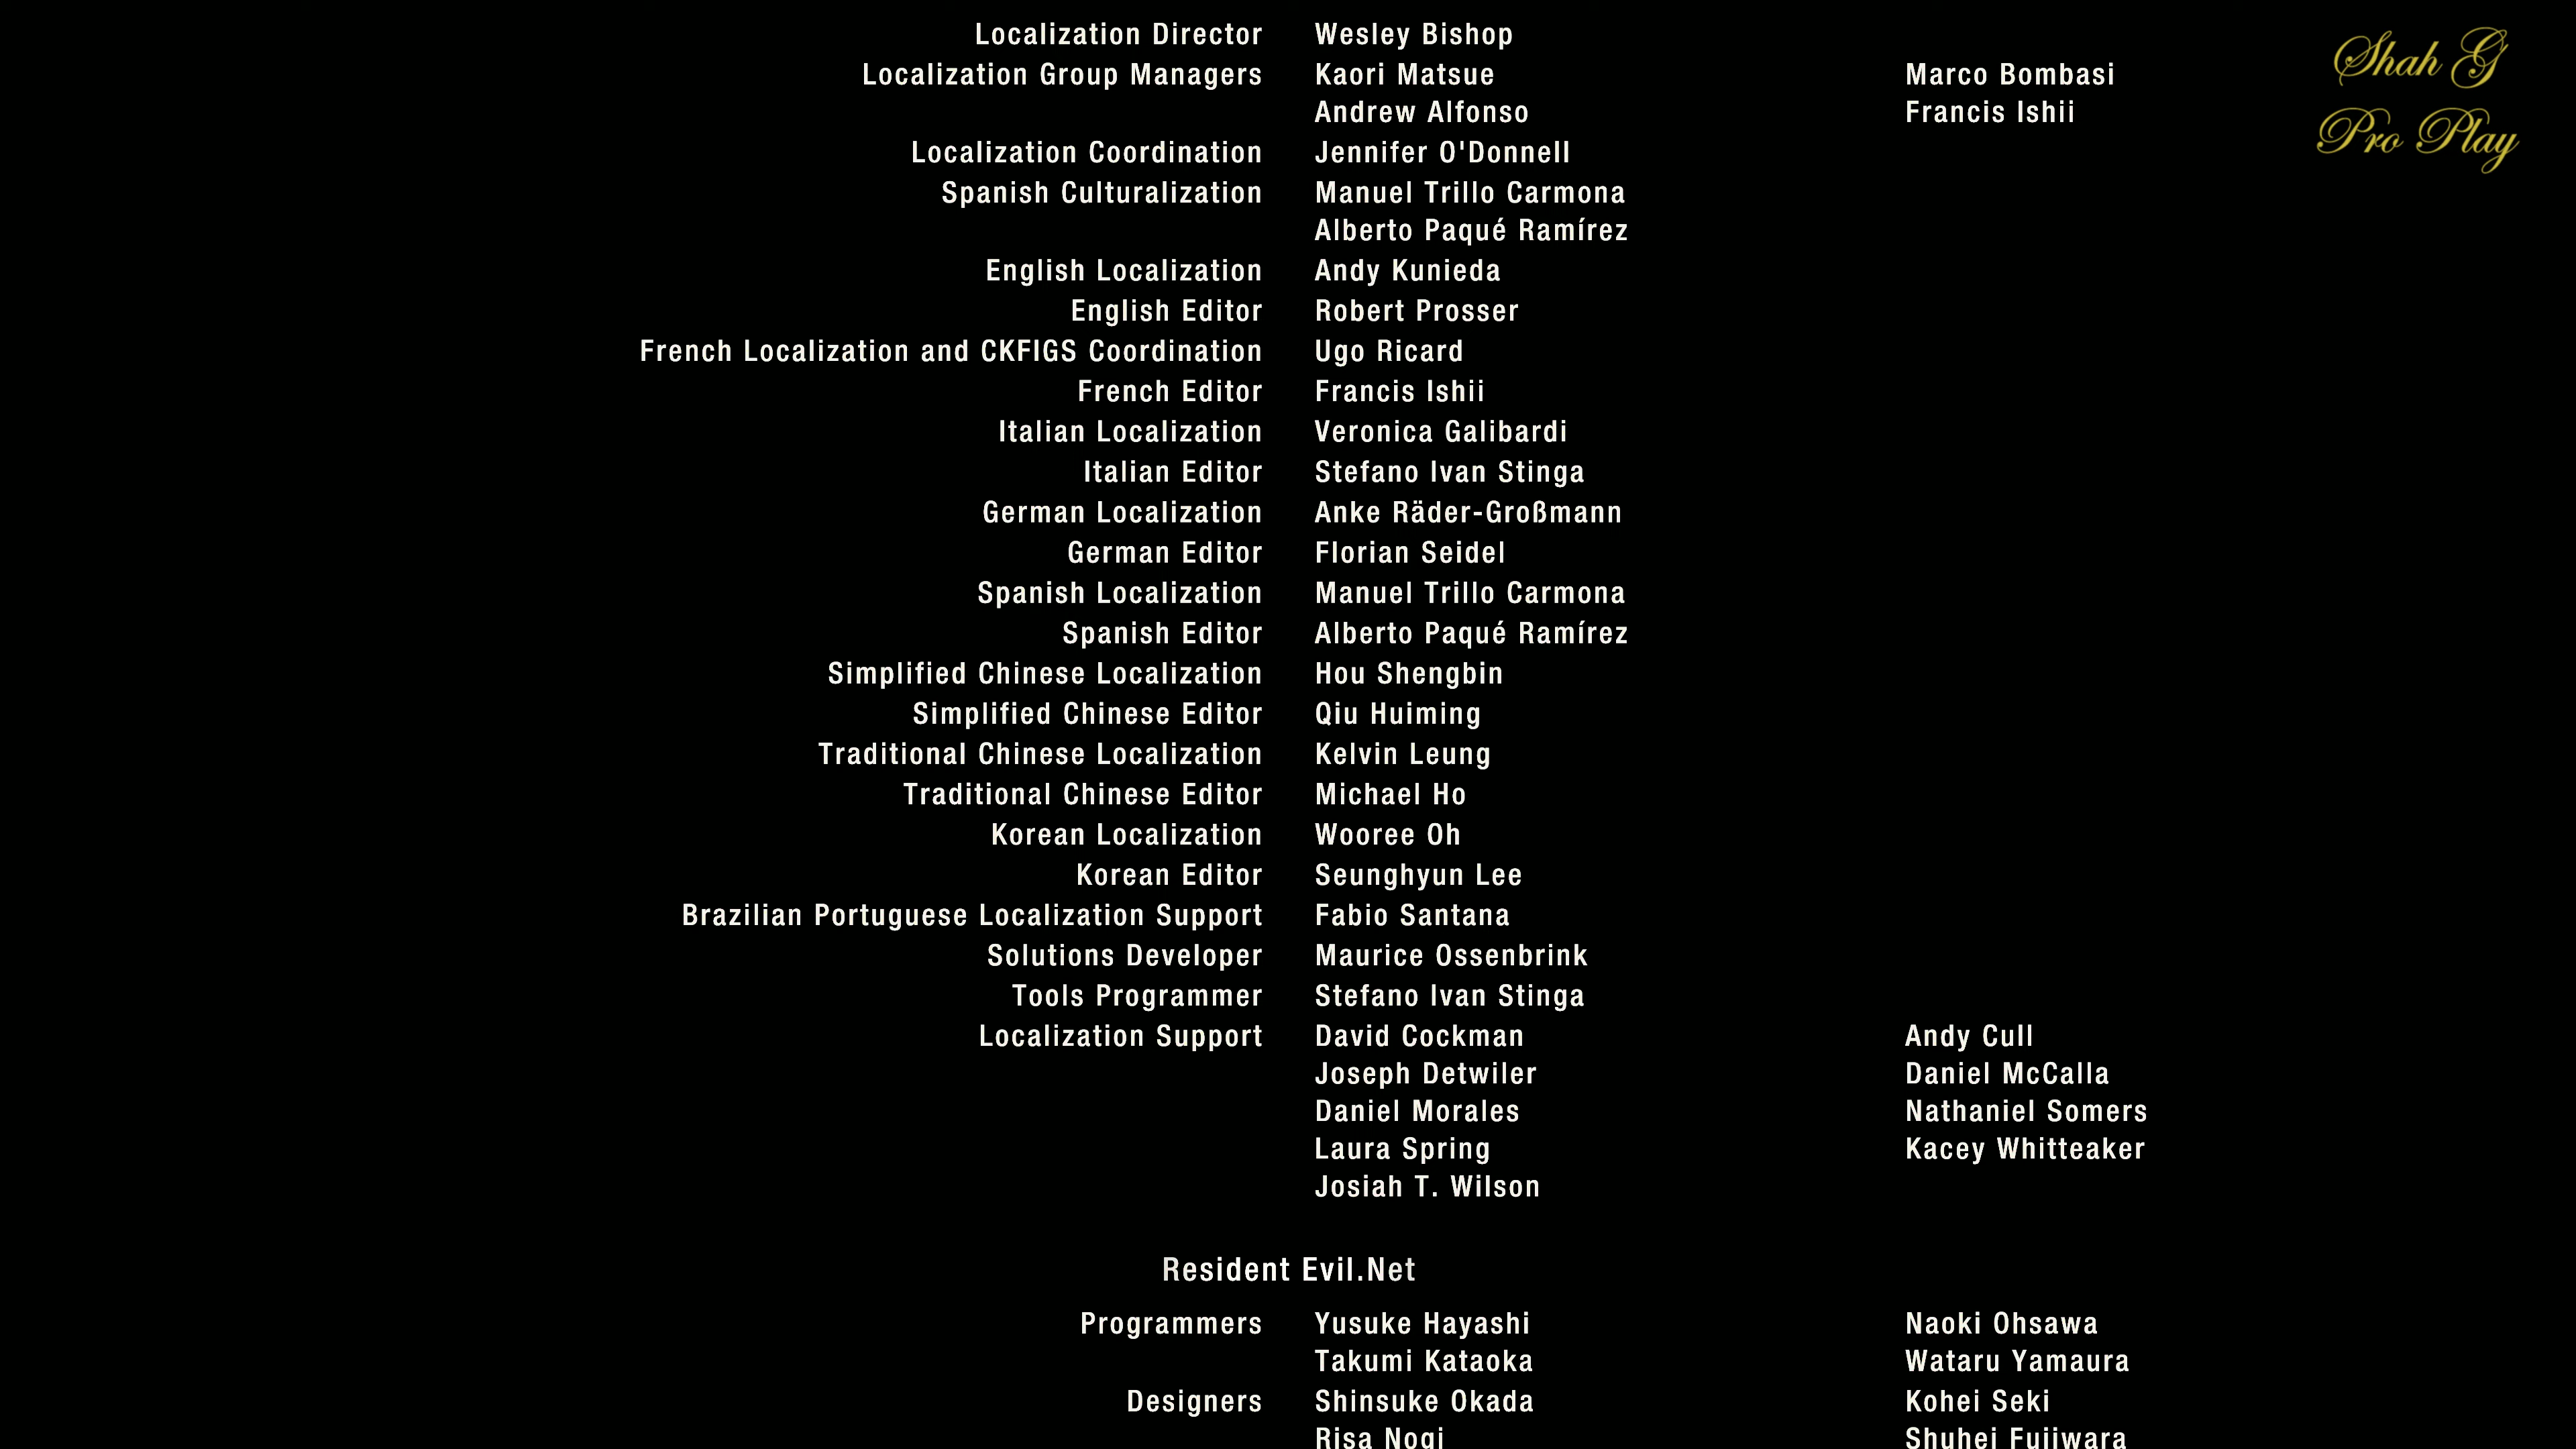 Localization Director Wesley Bishop
Localization Group Managers Kaori Matsue Marco Bombasi
Andrew Alfonso Francis Ishii
Localization Coordination Jennifer O'Donnell
Spanish Culturalization Manuel Trillo Carmona
Alberto Paqué Ramírez
English Localization Andy Kunieda
English Editor Robert Prosser
French Localization and CKFIGS Coordination Ugo Ricard
French Editor Francis Ishii
Italian Localization Veronica Galibardi
Italian Editor Stefano Ivan Stinga
German Localization Anke Räder-Großmann
German Editor Florian Seidel
Spanish Localization Manuel Trillo Carmona
Spanish Editor Alberto Paqué Ramírez
Simplified Chinese Localization Hou Shengbin
Simplified Chinese Editor Qiu Huiming
Traditional Chinese Localization Kelvin Leung
Traditional Chinese Editor Michael Ho
Korean Localization Wooree Oh
Korean Editor Seunghyun Lee
Brazilian Portuguese Localization Support Fabio Santana
Solutions Developer Maurice Ossenbrink
Tools Programmer Stefano Ivan Stinga
Localization Support David Cockman Andy Cull
Joseph Detwiler Daniel McCalla
Daniel Morales Nathaniel Somers
Laura Spring Kacey Whitteaker
Josiah T. Wilson
Resident Evil.Net
Programmers Yusuke Hayashi Naoki Ohsawa
Takumi Kataoka Wataru Yamaura
Designers Shinsuke Okada Kohei Seki
Risa Nogi Shuhei Fujiwara
Shah G
Pro Play